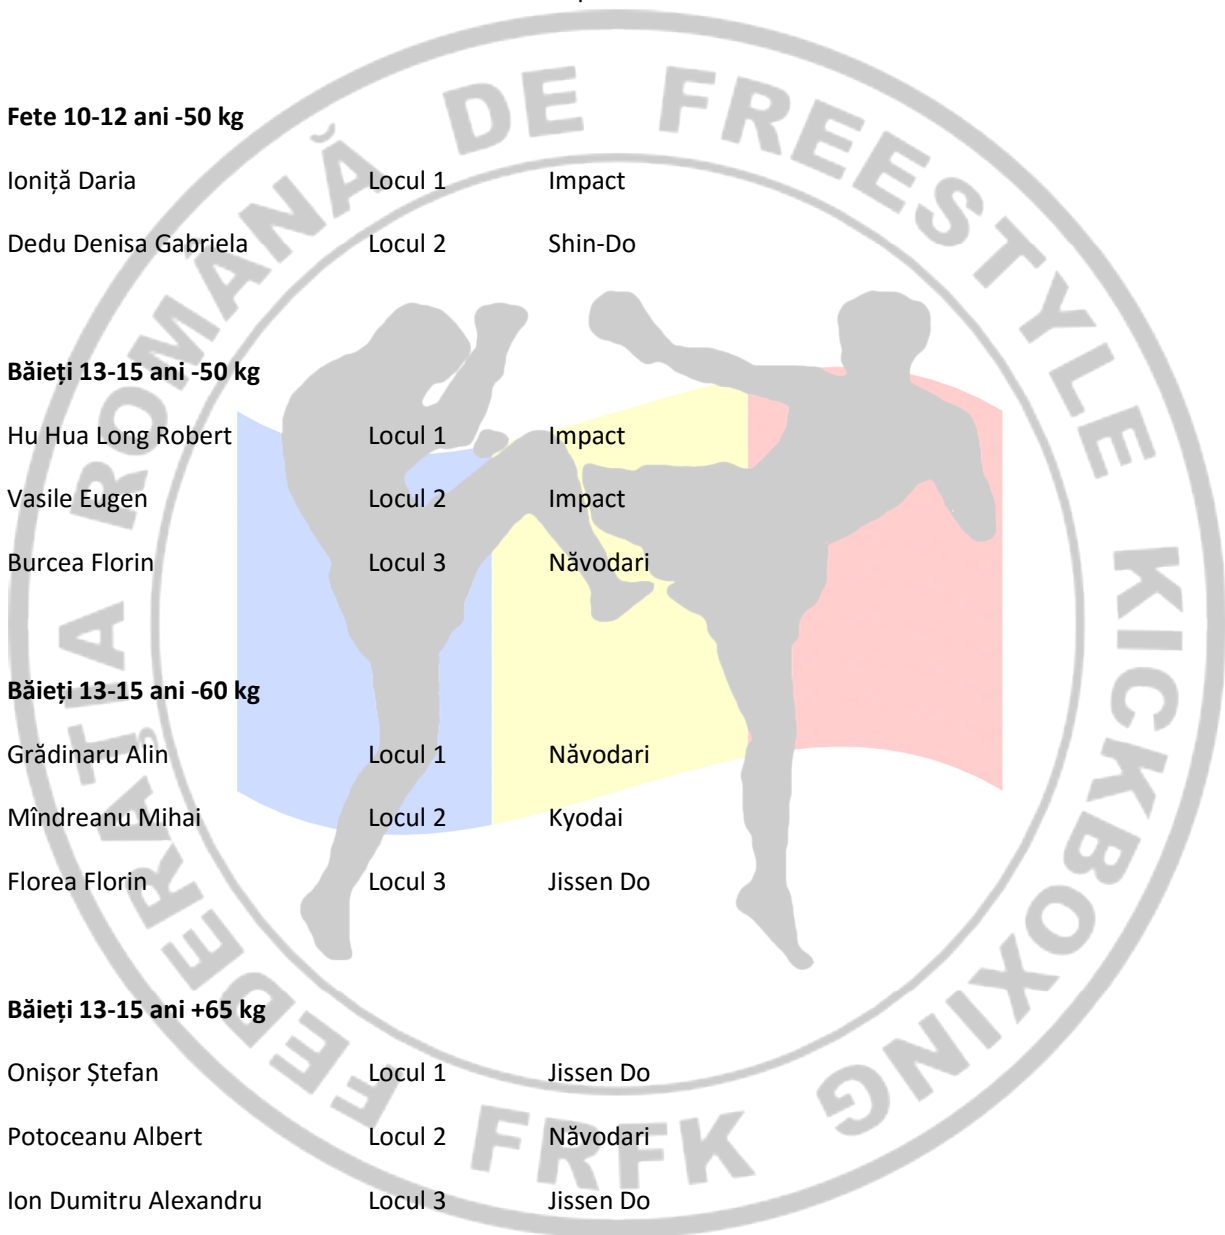 Fete 10-12 ani -50 kg
Ioniță Daria Locul 1 Impact
Dedu Denisa Gabriela Locul 2 Shin-Do
Băieți 13-15 ani -50 kg
Hu Hua Long Robert Locul 1 Impact
Vasile Eugen Locul 2 Impact
Burcea Florin Locul 3 Năvodari
Băieți 13-15 ani -60 kg
Grădinaru Alin Locul 1 Năvodari
Mîndreanu Mihai Locul 2 Kyodai
Florea Florin Locul 3 Jissen Do
Băieți 13-15 ani +65 kg
Onișor Ștefan Locul 1 Jissen Do
Potoceanu Albert Locul 2 Năvodari
Ion Dumitru Alexandru Locul 3 Jissen Do
FEDERAȚIA ROMÂNĂ DE FREESTYLE KICKBOXING
FRFK